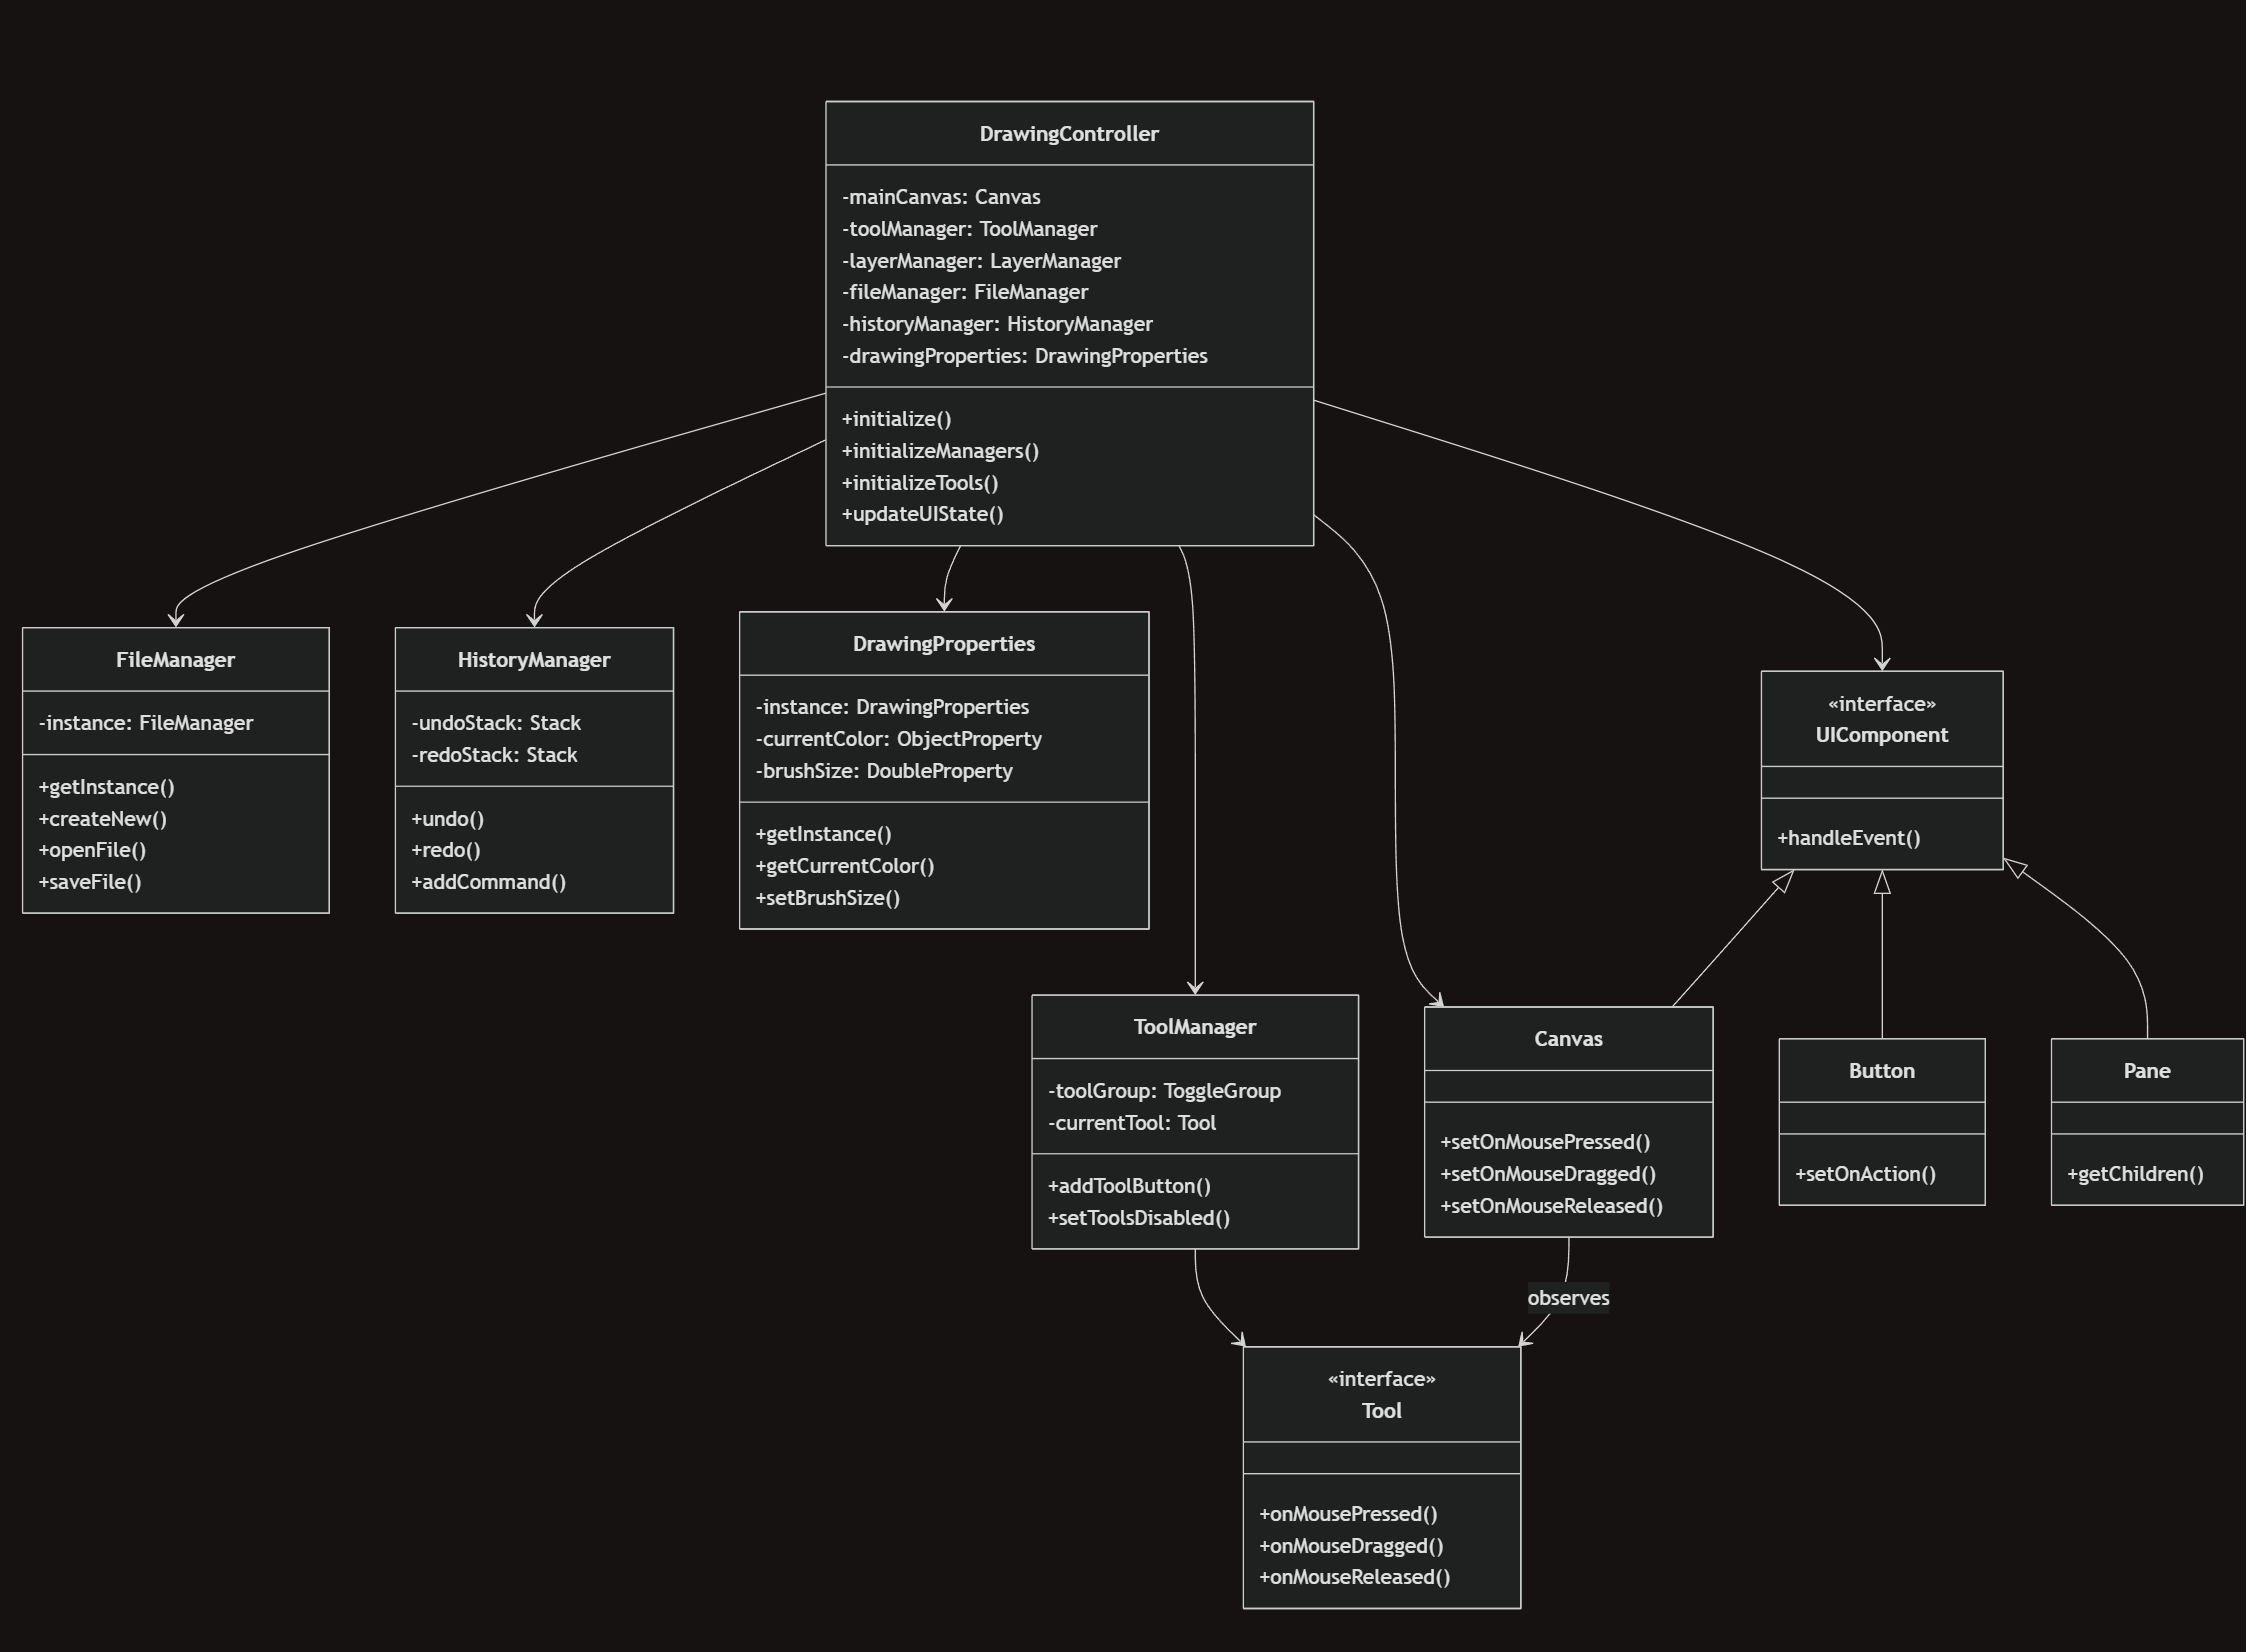 DrawingController
-mainCanvas: Canvas
-toolManager: ToolManager
-layerManager: LayerManager
-fileManager: FileManager
-historyManager: HistoryManager
-drawingProperties: DrawingProperties
+initialize()
+initializeManagers()
+initializeTools()
+updateUIState()
FileManager
-instance: FileManager
+getInstance()
+createNew()
+openFile()
+saveFile()
HistoryManager
-undoStack: Stack
-redoStack: Stack
+undo()
+redo()
+addCommand()
DrawingProperties
-instance: DrawingProperties
-currentColor: ObjectProperty
-brushSize: DoubleProperty
+getInstance()
+getCurrentColor()
+setBrushSize()
«interface»
UIComponent
+handleEvent()
ToolManager
-toolGroup: ToggleGroup
-currentTool: Tool
+addToolButton()
+setToolsDisabled()
Canvas
+setOnMousePressed()
+setOnMouseDragged()
+setOnMouseReleased()
Button
+setOnAction()
Pane
+getChildren()
observes
«interface»
Tool
+onMousePressed()
+onMouseDragged()
+onMouseReleased()